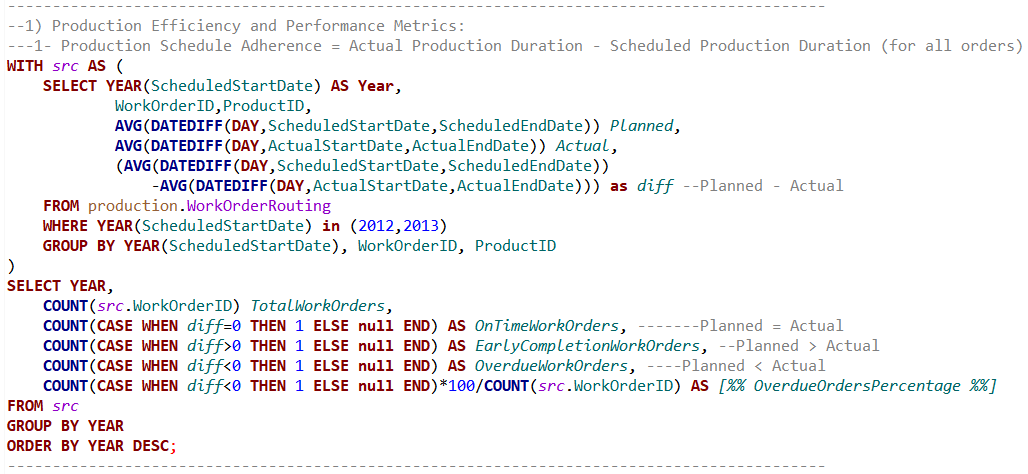 -------------------------------------------------------------------------------------------
--1) Production Efficiency and Performance Metrics:
---1- Production Schedule Adherence = Actual Production Duration - Scheduled Production Duration (for all orders)
WITH src AS (
    SELECT YEAR(ScheduledStartDate) AS Year,
            WorkOrderID,ProductID,
            AVG(DATEDIFF(DAY,ScheduledStartDate,ScheduledEndDate)) Planned,
            AVG(DATEDIFF(DAY,ActualStartDate,ActualEndDate)) Actual,
            (AVG(DATEDIFF(DAY,ScheduledStartDate,ScheduledEndDate))
                -AVG(DATEDIFF(DAY,ActualStartDate,ActualEndDate))) as diff --Planned - Actual
    FROM production.WorkOrderRouting
    WHERE YEAR(ScheduledStartDate) in (2012,2013)
    GROUP BY YEAR(ScheduledStartDate), WorkOrderID, ProductID
)
SELECT YEAR,
    COUNT(src.WorkOrderID) TotalWorkOrders,
    COUNT(CASE WHEN diff=0 THEN 1 ELSE null END) AS OnTimeWorkOrders, -------Planned = Actual
    COUNT(CASE WHEN diff>0 THEN 1 ELSE null END) AS EarlyCompletionWorkOrders, --Planned > Actual
    COUNT(CASE WHEN diff<0 THEN 1 ELSE null END) AS OverdueWorkOrders, ----Planned < Actual
    COUNT(CASE WHEN diff<0 THEN 1 ELSE null END)*100/COUNT(src.WorkOrderID) AS [%% OverdueOrdersPercentage %%]
FROM src
GROUP BY YEAR
ORDER BY YEAR DESC;
-------------------------------------------------------------------------------------------